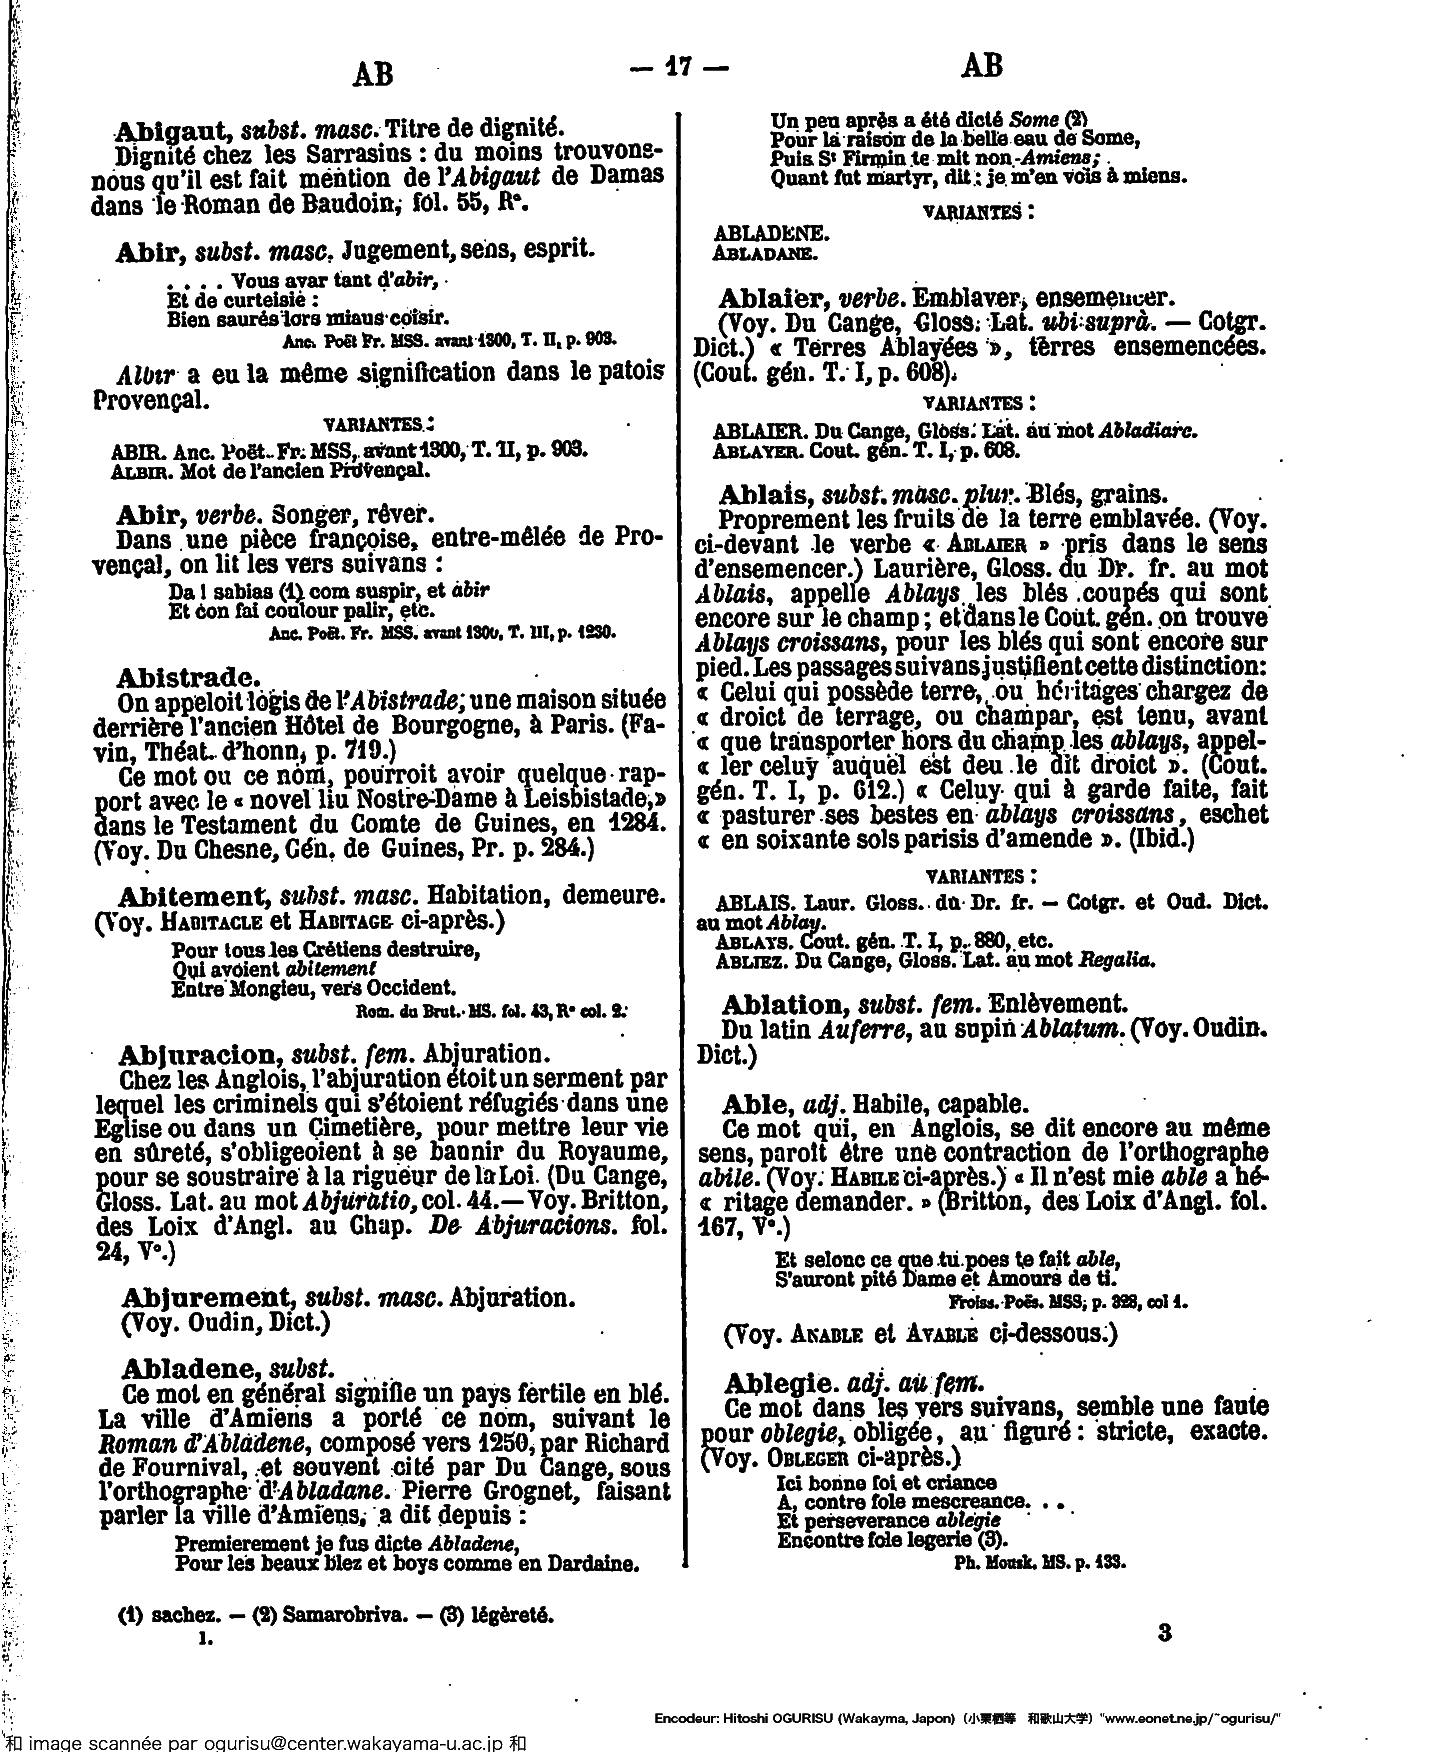 AB
— 17 —
AB
Abigaut, subst. masc. Titre de dignité.
Dignité chez les Sarrasins : du moins trouvons-
nous qu'il est fait mention de l'Abigaut de Damas
dans le Roman de Baudoin, fol. 55, R°.
Abir, subst. masc. Jugement, sens, esprit.
. . . . Vous avar tant d'abir,
Et de curteisie :
Bien saurés lors miaus coisir.
Anc. Poët Fr. MSS. avant 1300, T. II, p. 903.
Albir a eu la même signification dans le patois
Provençal.
VARIANTES :
ABIR. Anc. Poët. Fr. MSS, avant 1300, T. II, p. 903.
ALBIR. Mot de l'ancien Provençal.
Abir, verbe. Songer, rêver.
Dans une pièce françoise, entre-mêlée de Pro-
vençal, on lit les vers suivans :
Da l sabias (1) com suspir, et abir
Et con fai coulour palir, etc.
Anc. Poët. Fr. MSS. avant 1300, T. III, p. 1230.
Abistrade.
On appeloit logis de l'Abistrade, une maison située
derrière l'ancien Hôtel de Bourgogne, à Paris. (Fa-
vin, Théat. d'honn, p. 719.)
Ce mot ou ce nom, pourroit avoir quelque rap-
port avec le « novel liu Nostre-Dame à Leisbistade,»
dans le Testament du Comte de Guines, en 1284.
(Voy. Du Chesne, Gén. de Guines, Pr. p. 284.)
Abitement, subst. masc. Habitation, demeure.
(Voy. HABITACLE et HABITAGE ci-après.)
Pour tous les Crêtiens destruire,
Qui avoient abitement
Entre Mongieu, vers Occident.
Rom. du Brut. MS. fol. 43, R° col. 2.
Abjuracion, subst. fem. Abjuration.
Chez les Anglois, l'abjuration étoit un serment par
lequel les criminels qui s'étoient réfugiés dans une
Eglise ou dans un Cimetière, pour mettre leur vie
en sûreté, s'obligeoient à se bannir du Royaume,
pour se soustraire à la rigueur de la Loi. (Du Cange,
Gloss. Lat. au mot Abjuratio, col. 44.— Voy. Britton,
des Loix d'Angl. au Chap. De Abjuracions. fol.
24, V°.)
Abjurement, subst. masc. Abjuration.
(Voy. Oudin, Dict.)
Abladene, subst.
Ce mot en général signifie un pays fertile en blé.
La ville d'Amiens a porté ce nom, suivant le
Roman d'Abladene, composé vers 1250, par Richard
de Fournival, et souvent cité par Du Cange, sous
l'orthographe d'Abladane. Pierre Grognet, faisant
parler la ville d'Amiens, a dit depuis :
Premierement je fus dicte Abladene,
Pour les beaux blez et boys comme en Dardaine.
Un peu après a été dicté Some (2)
Pour la raison de la belle eau de Some,
Puis St Firmin te mit non Amiens;
Quant fut martyr, dit : je m'en vois à miens.
VARIANTES :
ABLADENE.
ABLADANE.
Ablaier, verbe. Emblaver, ensemencer.
(Voy. Du Cange, Gloss. Lat. ubi suprà. — Cotgr.
Dict.) « Terres Ablayées », terres ensemencées.
(Cout. gén. T. I, p. 608).
VARIANTES :
ABLAIER. Du Cange, Gloss. Lat. au mot Abladiare.
ABLAYER. Cout. gén. T. I, p. 608.
Ablais, subst. masc. plur. Blés, grains.
Proprement les fruits de la terre emblavée. (Voy.
ci-devant le verbe « ABLAIER » pris dans le sens
d'ensemencer.) Laurière, Gloss. du Dr. fr. au mot
Ablais, appelle Ablays les blés coupés qui sont
encore sur le champ ; et dans le Cout. gén. on trouve
Ablays croissans, pour les blés qui sont encore sur
pied. Les passages suivans justifient cette distinction:
« Celui qui possède terre, ou héritages chargez de
« droict de terrage, ou champar, est tenu, avant
« que transporter hors du champ les ablays, appel-
« ler celuy auquel est deu le dit droict ». (Cout.
gén. T. I, p. 612.) « Celuy qui à garde faite, fait
« pasturer ses bestes en ablays croissans, eschet
« en soixante sols parisis d'amende ». (Ibid.)
VARIANTES :
ABLAIS. Laur. Gloss. du Dr. fr. — Cotgr. et Oud. Dict.
au mot Ablay.
ABLAYS. Cout. gén. T. I, p. 880, etc.
ABLIEZ. Du Cange, Gloss. Lat. au mot Regalia.
Ablation, subst. fem. Enlèvement.
Du latin Auferre, au supin Ablatum. (Voy. Oudin.
Dict.)
Able, adj. Habile, capable.
Ce mot qui, en Anglois, se dit encore au même
sens, paroît être une contraction de l'orthographe
abile. (Voy. HABILE ci-après.) « Il n'est mie able a hé-
« ritage demander. » (Britton, des Loix d'Angl. fol.
167, V°.)
Et selonc ce que tu poes te fait able,
S'auront pité Dame et Amours de ti.
Froiss. Poës. MSS, p. 328, col 1.
(Voy. AKABLE et AYABLE ci-dessous.)
Ablegie. adj. au fem.
Ce mot dans les vers suivans, semble une faute
pour oblegie, obligée, au figuré : stricte, exacte.
(Voy. OBLEGER ci-après.)
Ici bonne foi et criance
A, contre fole mescreance. . .
Et perseverance ablegie
Encontre fole legerie (3).
Ph. Mousk. MS. p. 133.
(1) sachez. — (2) Samarobriva. — (3) légèreté.
1.
3
Encodeur: Hitoshi OGURISU (Wakayma, Japon) (小栗栖等 和歌山大学) "www.eonet.ne.jp/~ogurisu/"
和 image scannée par ogurisu@center.wakayama-u.ac.jp 和